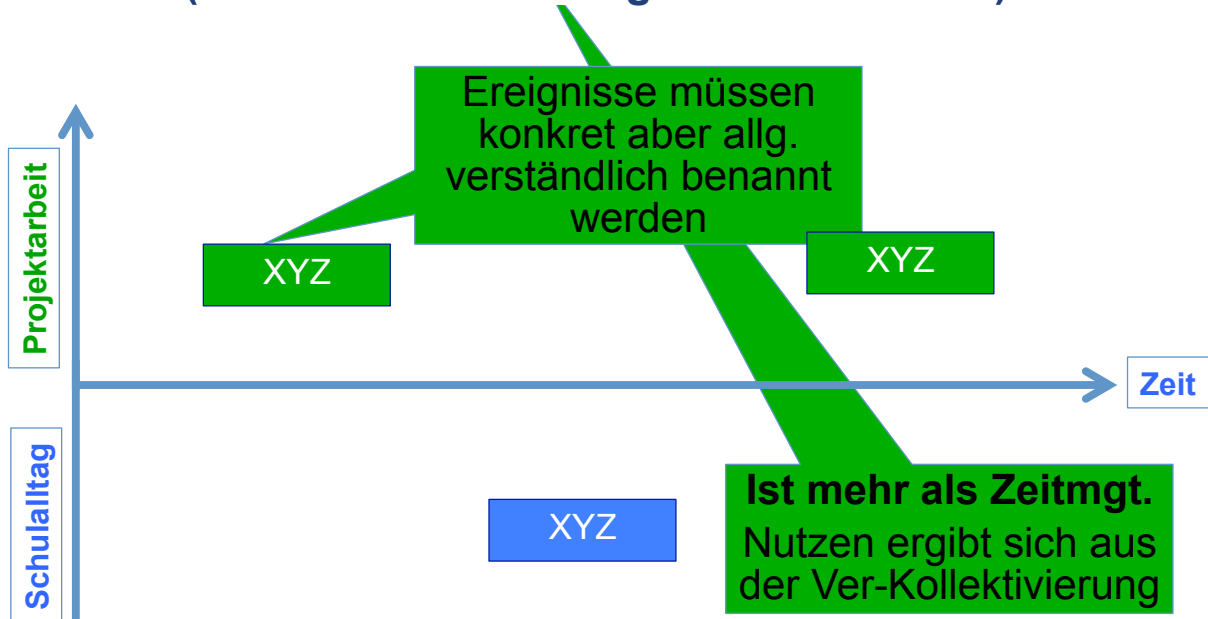 Ereignisse müssen
konkret aber allg.
verständlich benannt
werden
Projektarbeit
XYZ
XYZ
Zeit
Schulalltag
XYZ
Ist mehr als Zeitmgt.
Nutzen ergibt sich aus
der Ver-Kollektivierung